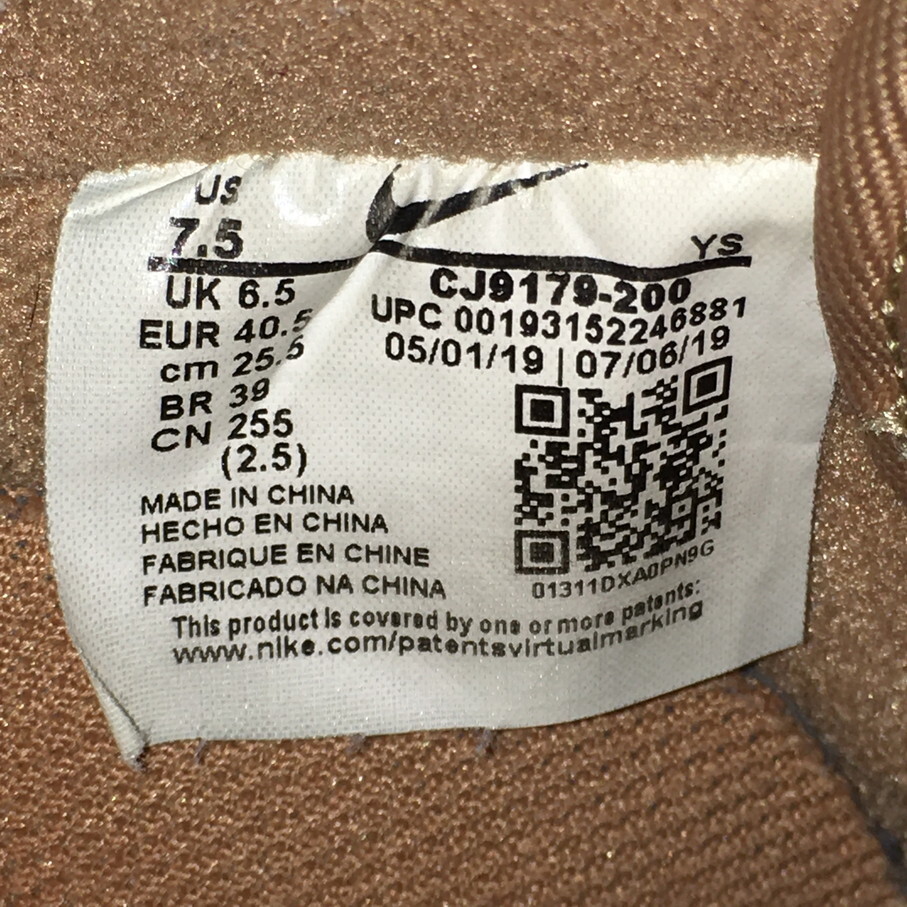 US
7.5
YS
UK 6.5
EUR 40.5
cm 25.5
BR 39
CN 255
(2.5)
CJ9179-200
UPC 00193152246881
05/01/19 | 07/06/19
MADE IN CHINA
HECHO EN CHINA
FABRIQUE EN CHINE
FABRICADO NA CHINA
01311DXA0PN9G
This product is covered by one or more patents:
www.nike.com/patentsvirtualmarking